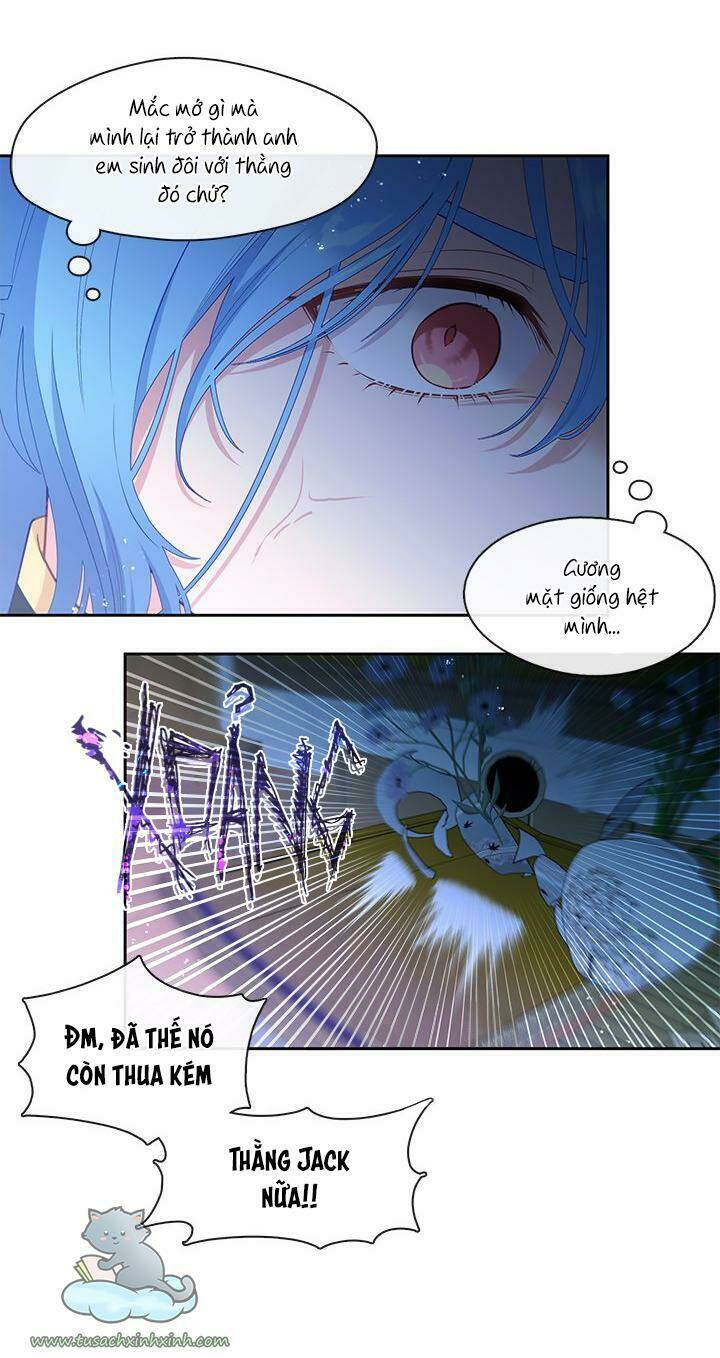 Mắc mớ gì mà
mình lại trở thành anh
em sinh đôi với thằng
đó chứ?
Gương
mặt giống hệt
mình...
XOẢNG
ĐM, ĐÃ THẾ NÓ
CÒN THUA KÉM
THẰNG JACK
NỮA!!
www.tusachxinhxinh.com